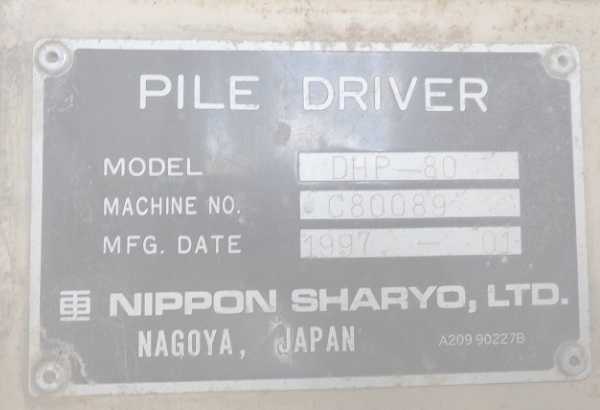 PILE DRIVER
MODEL DHP-80
MACHINE NO. C80089
MFG. DATE 1997 - 01
NIPPON SHARYO, LTD.
NAGOYA, JAPAN A209 90227B